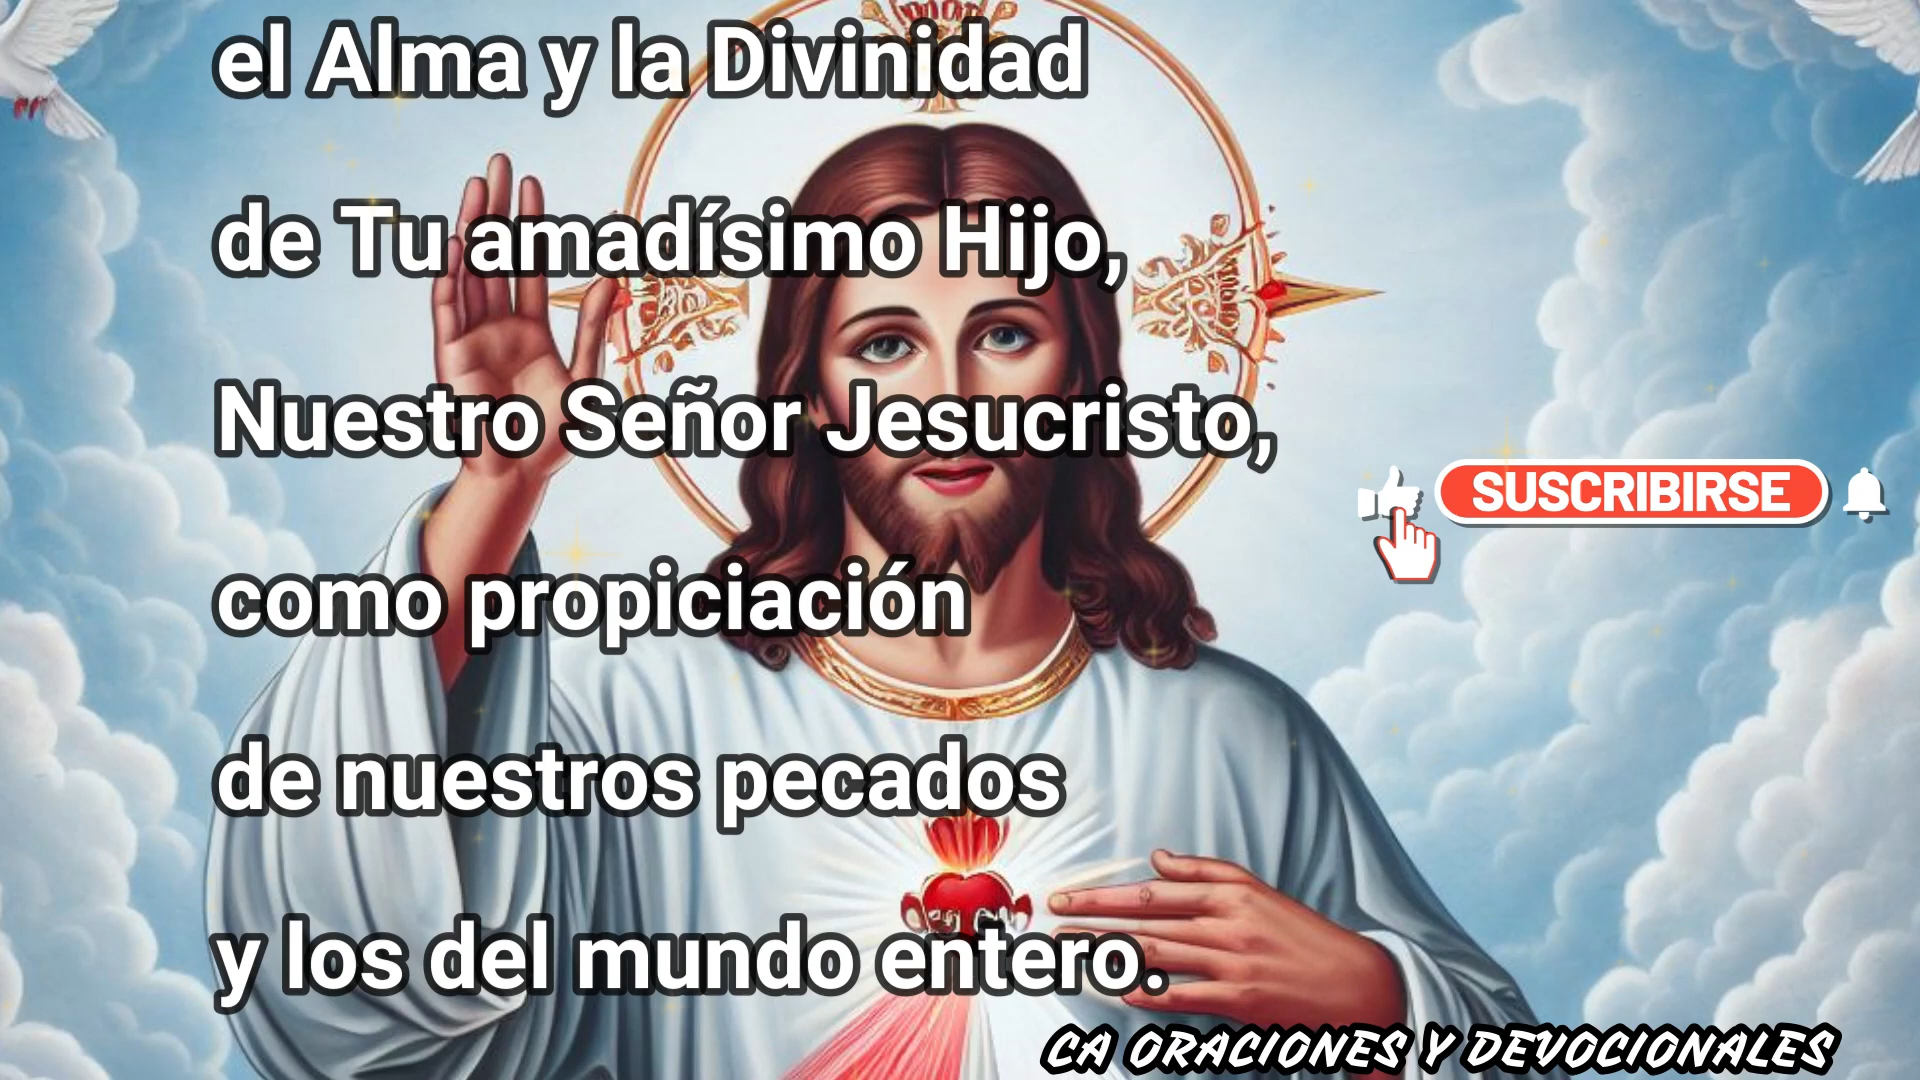 el Alma y la Divinidad
de Tu amadísimo Hijo,
Nuestro Señor Jesucristo,
SUSCRIBIRSE
como propiciación
de nuestros pecados
y los del mundo entero.
CA ORACIONES Y DEVOCIONALES